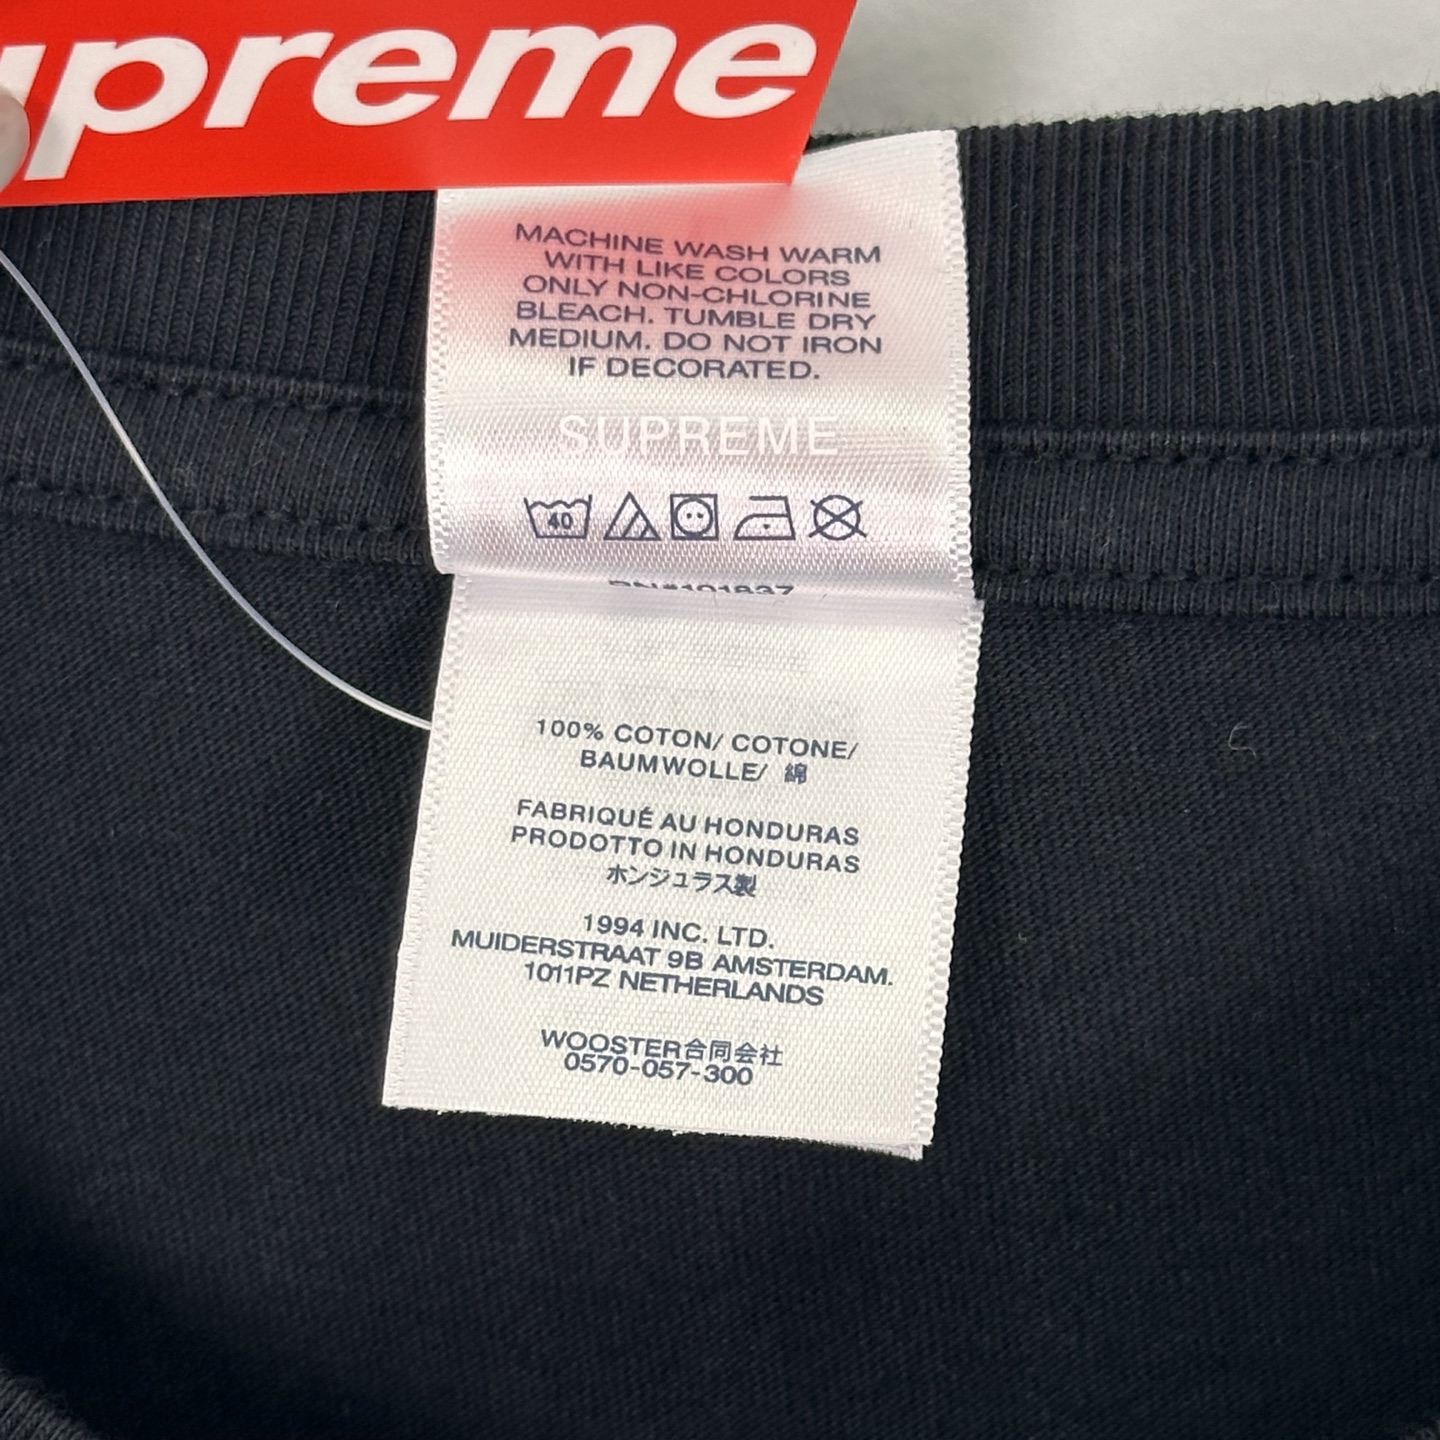 upreme
MACHINE WASH WARM
WITH LIKE COLORS
ONLY NON-CHLORINE
BLEACH. TUMBLE DRY
MEDIUM. DO NOT IRON
IF DECORATED.
SUPREME
40
RN#101837
100% COTON/ COTONE/
BAUMWOLLE/ 綿
FABRIQUÉ AU HONDURAS
PRODOTTO IN HONDURAS
ホンジュラス製
1994 INC. LTD.
MUIDERSTRAAT 9B AMSTERDAM.
1011PZ NETHERLANDS
WOOSTER合同会社
0570-057-300